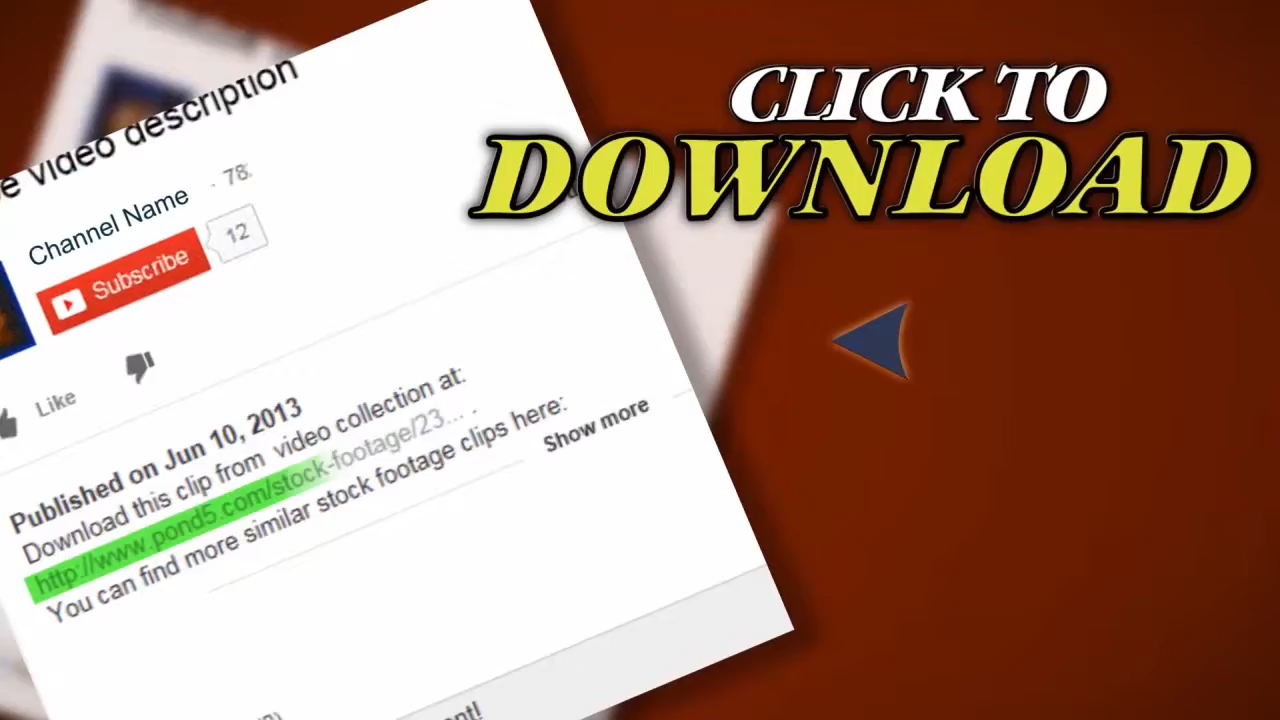 CLICK TO
DOWNLOAD
video description
Channel Name
Subscribe
12
Like
Published on Jun 10, 2013
Download this clip from video collection at:
http://www.pond5.com/stock-footage/23...
You can find more similar stock footage clips here:
Show more